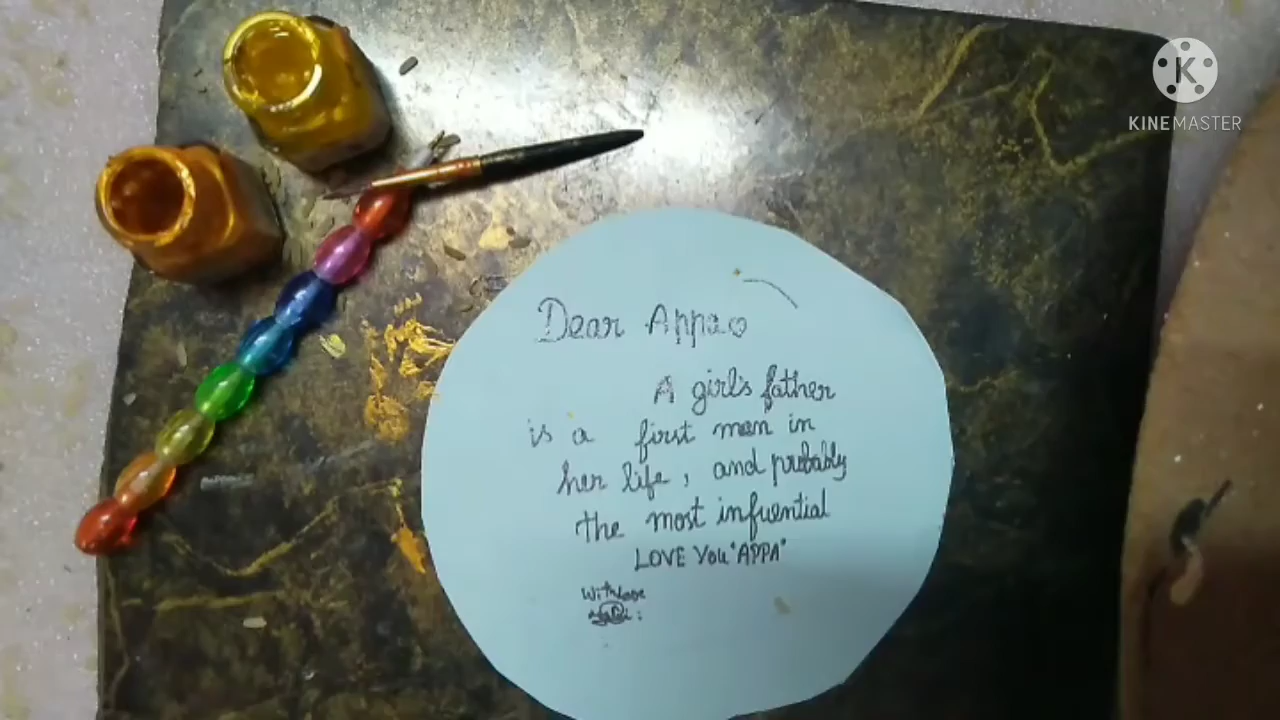 KINEMASTER
Dear Appa
A girl's father
is a first men in
her life, and probably
the most infuential
LOVE YOU "APPA"
With love